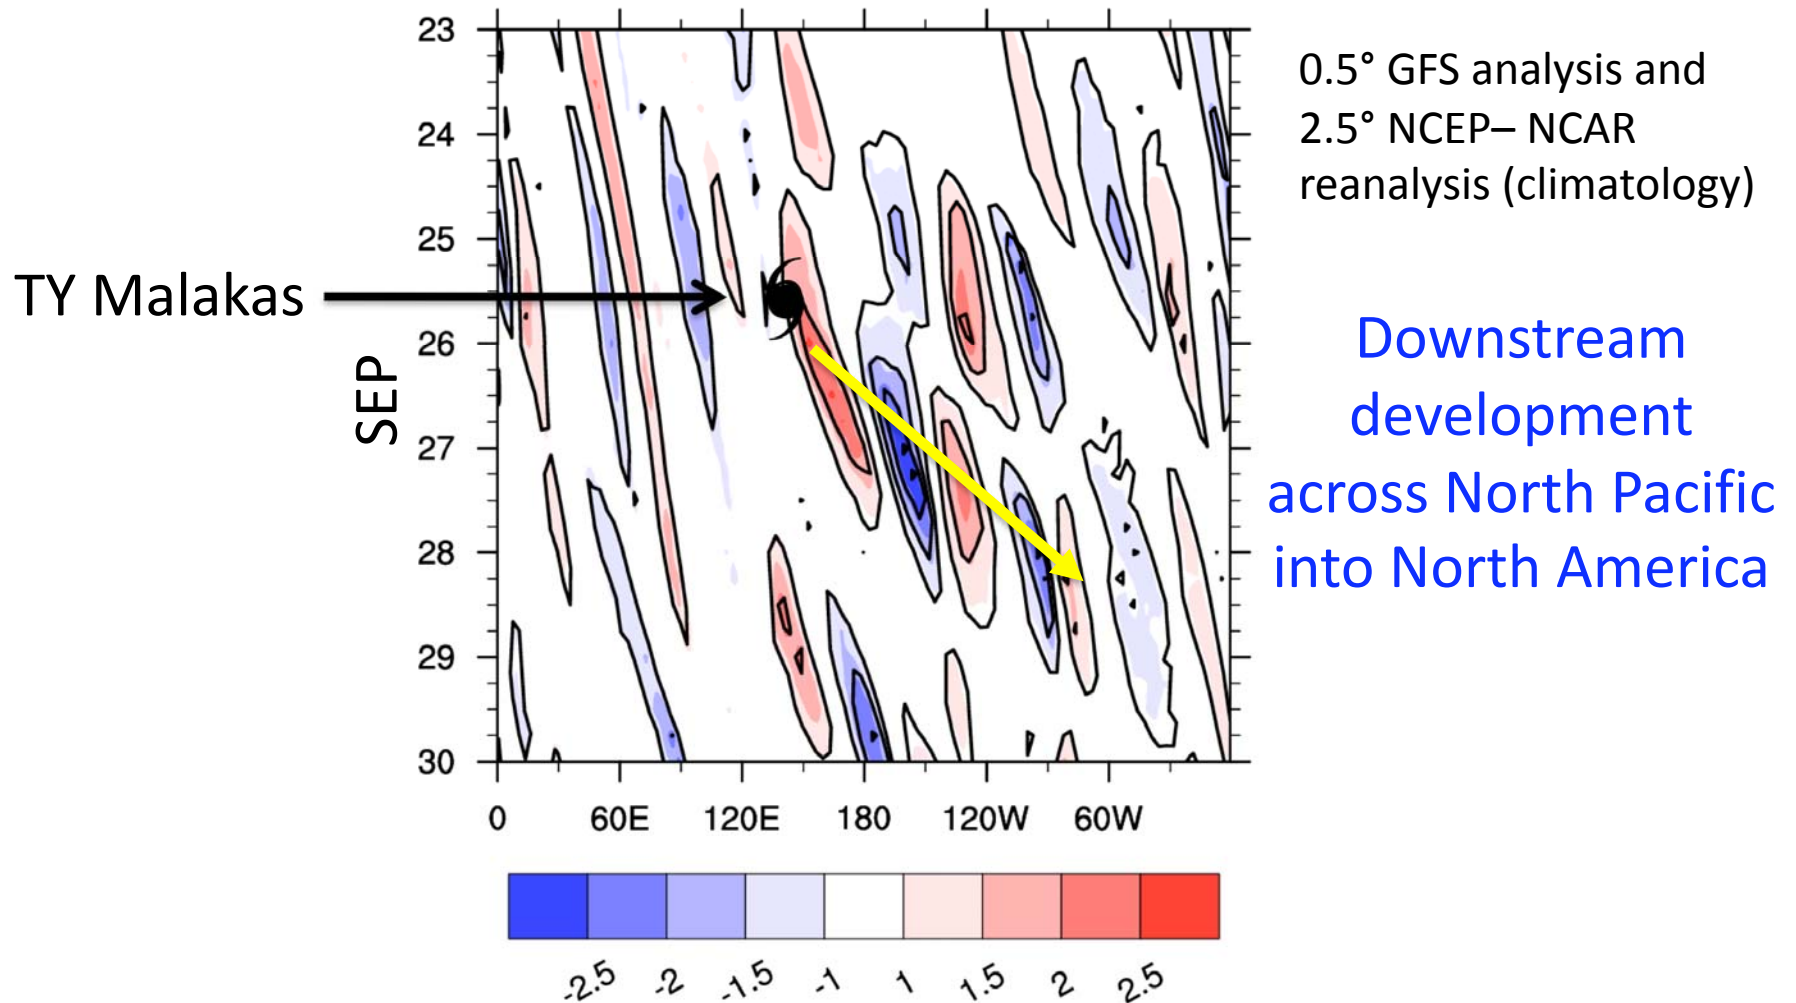 0.5° GFS analysis and
2.5° NCEP– NCAR
reanalysis (climatology)
TY Malakas
Downstream
development
across North Pacific
into North America
SEP
23
24
25
26
27
28
29
30
0 60E 120E 180 120W 60W
-2.5 -2 -1.5 -1 1 1.5 2 2.5